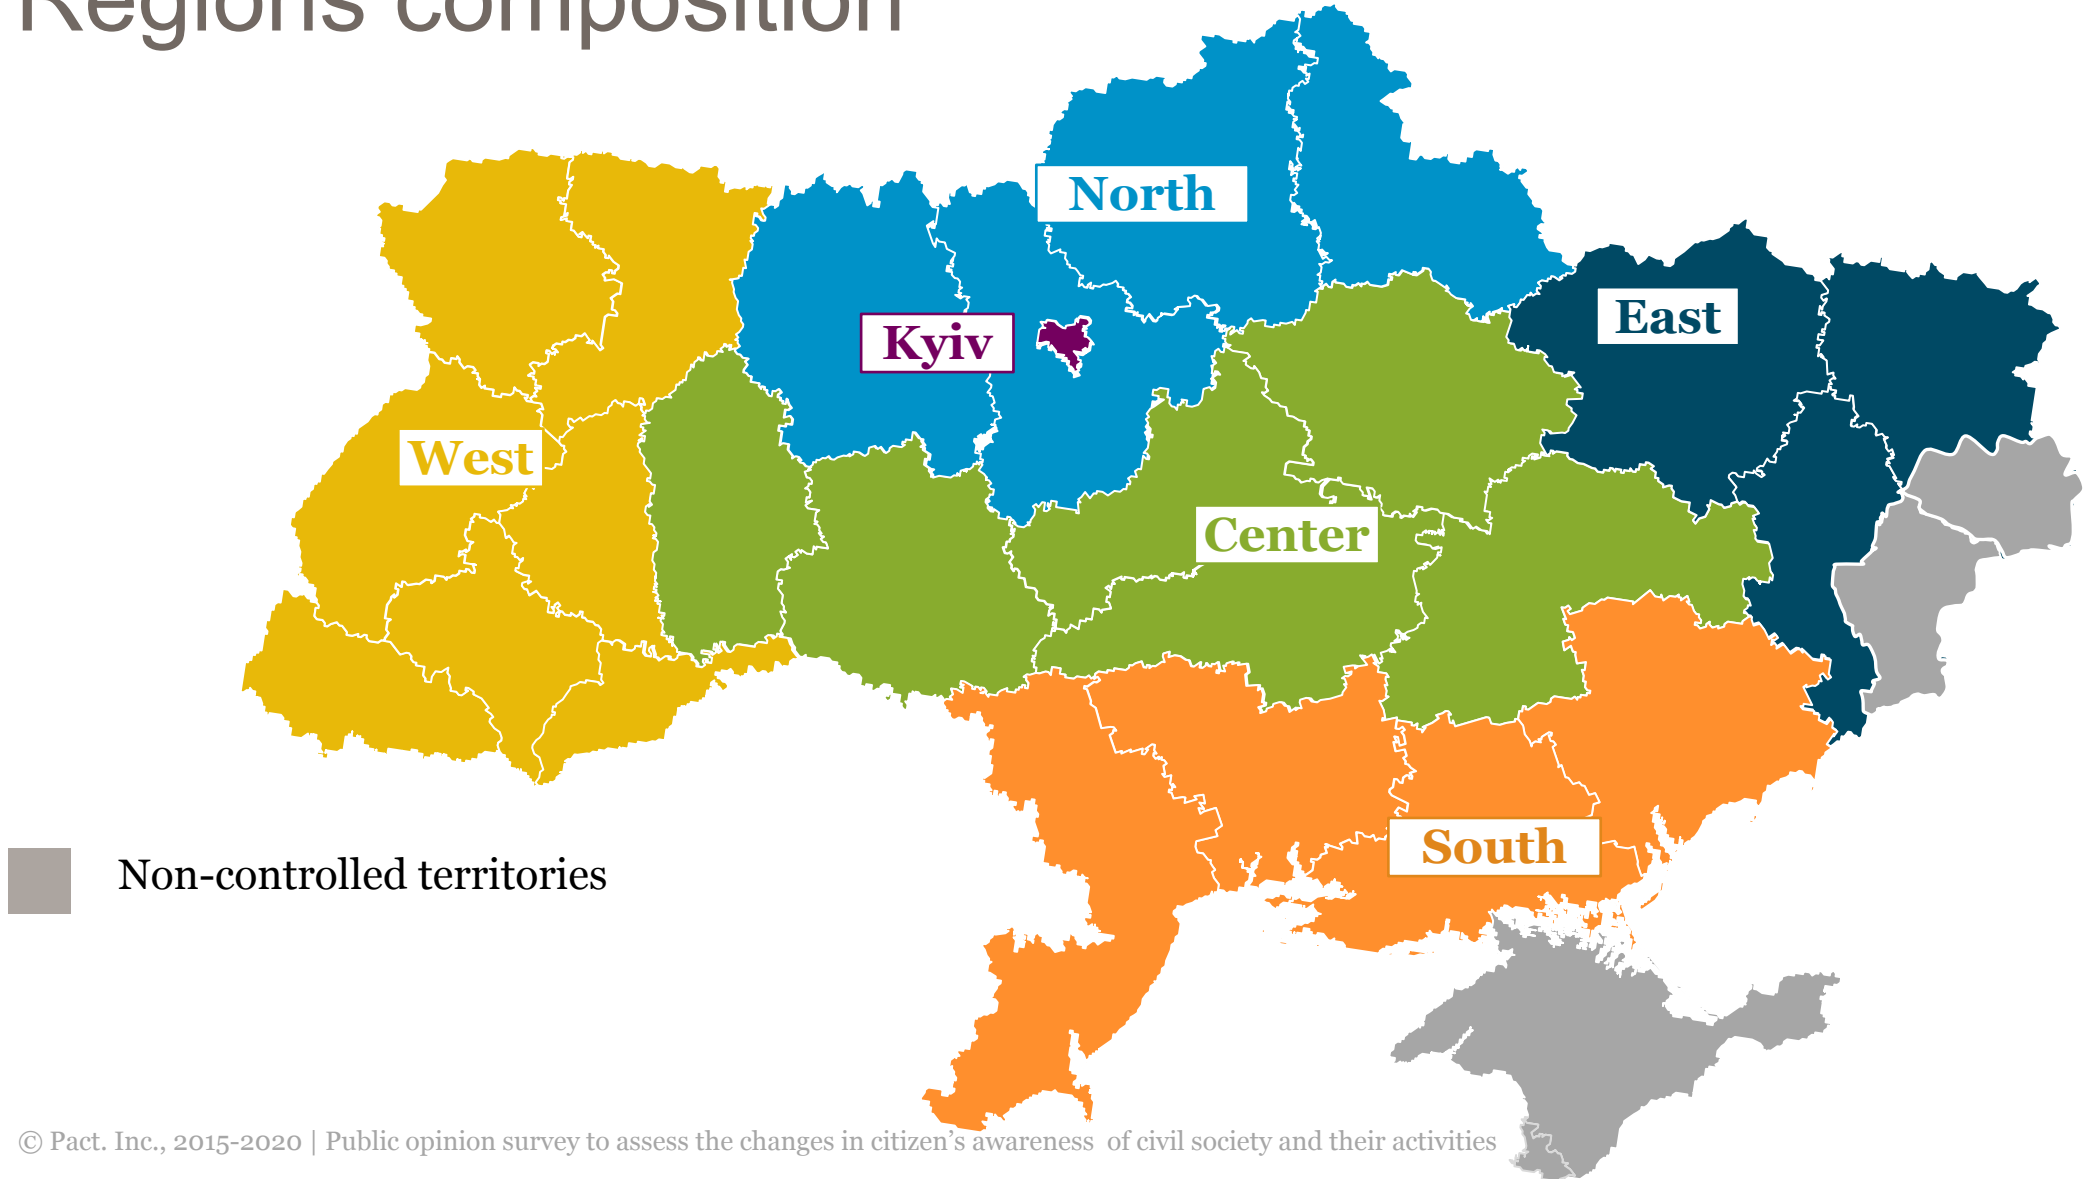 Regions composition
North
Kyiv
East
West
Center
South
Non-controlled territories
© Pact. Inc., 2015-2020 | Public opinion survey to assess the changes in citizen’s awareness  of civil society and their activities